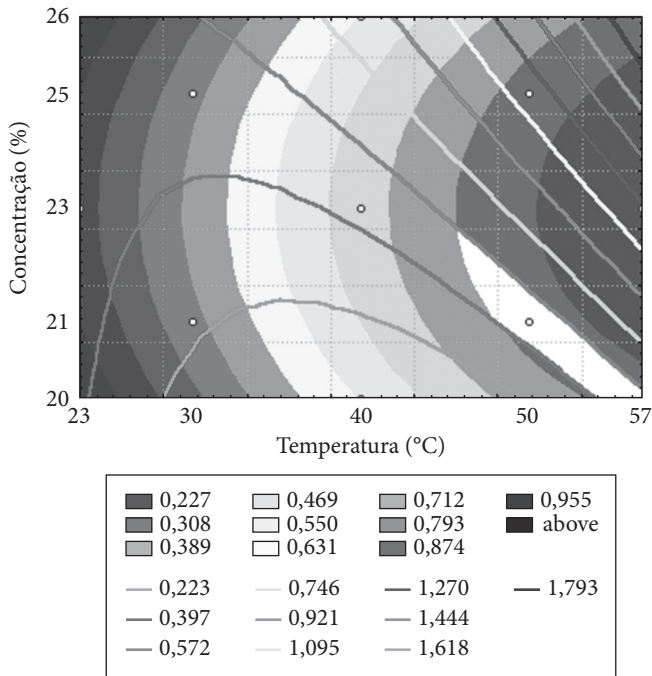 Concentração (%)
26
25
23
21
20
23 30 40 50 57
Temperatura (°C)
0,227 0,469 0,712 0,955
0,308 0,550 0,793 above
0,389 0,631 0,874
0,223 0,746 1,270 1,793
0,397 0,921 1,444
0,572 1,095 1,618